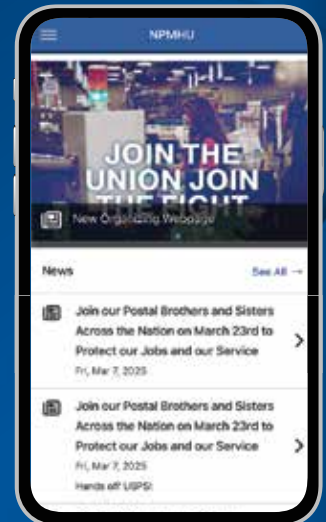 NPMHU
JOIN THE
UNION JOIN
THE FIGHT
New Organizing Webpage
News
See All →
Join our Postal Brothers and Sisters
Across the Nation on March 23rd to
Protect our Jobs and our Service
Fri, Mar 7, 2025
Join our Postal Brothers and Sisters
Across the Nation on March 23rd to
Protect our Jobs and our Service
Fri, Mar 7, 2025
Hands off USPS!